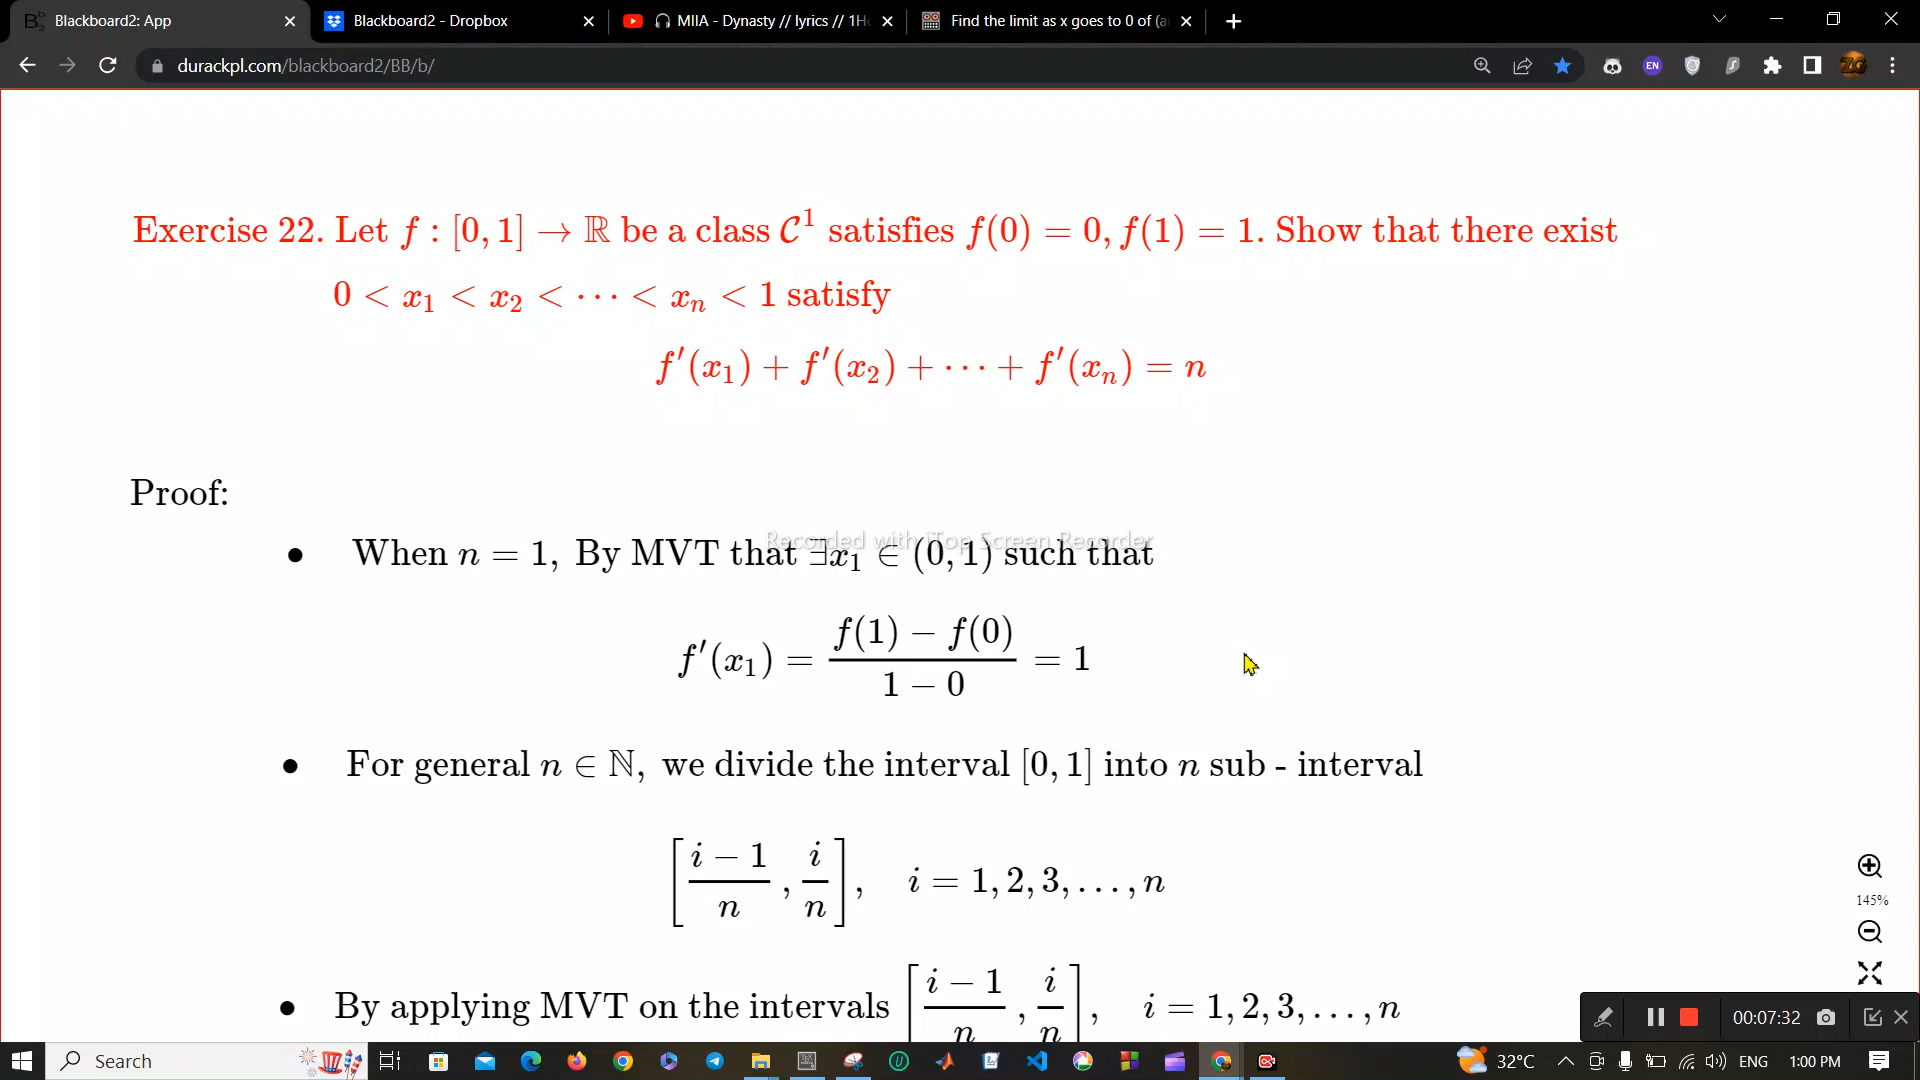 Blackboard2: App
Blackboard2 - Dropbox
MIIA - Dynasty // lyrics // 1Ho
Find the limit as x goes to 0 of (a
durackpl.com/blackboard2/BB/b/
EN
ZG
Exercise 22. Let f : [0, 1] → ℝ be a class 𝒞¹ satisfies f(0) = 0, f(1) = 1. Show that there exist
0 < x₁ < x₂ < ⋯ < xₙ < 1 satisfy
f′(x₁) + f′(x₂) + ⋯ + f′(xₙ) = n
Proof:
Recorded with iTop Screen Recorder
• When n = 1, By MVT that ∃x₁ ∈ (0, 1) such that
f′(x₁) = (f(1) − f(0))/(1 − 0) = 1
• For general n ∈ ℕ, we divide the interval [0, 1] into n sub - interval
[(i − 1)/n , i/n], i = 1, 2, 3, …, n
145%
• By applying MVT on the intervals [(i − 1)/n , i/n], i = 1, 2, 3, …, n
00:07:32
Search
32°C
ENG
1:00 PM